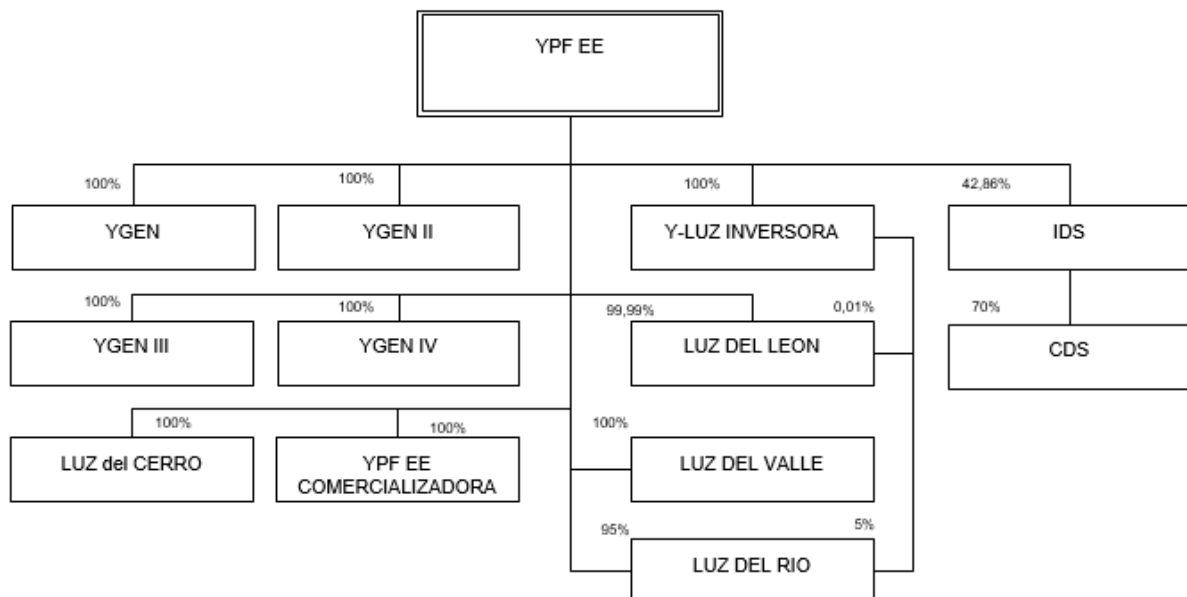 YPF EE
100%
100%
100%
42,86%
YGEN
YGEN II
Y-LUZ INVERSORA
IDS
100%
100%
99,99%
0,01%
70%
YGEN III
YGEN IV
LUZ DEL LEON
CDS
100%
100%
100%
LUZ del CERRO
YPF EE
COMERCIALIZADORA
LUZ DEL VALLE
95%
5%
LUZ DEL RIO